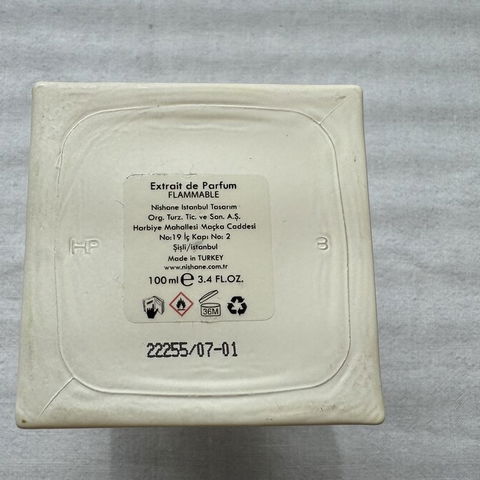 Extrait de Parfum
FLAMMABLE
Nishane Istanbul Tasarım
Org. Turz. Tic. ve San. A.Ş.
Harbiye Mahallesi Maçka Caddesi
No:19 İç Kapı No: 2
Şişli/İstanbul
Made in TURKEY
www.nishane.com.tr
100 ml e 3.4 FL.OZ.
36M
HP B
22255/07-01